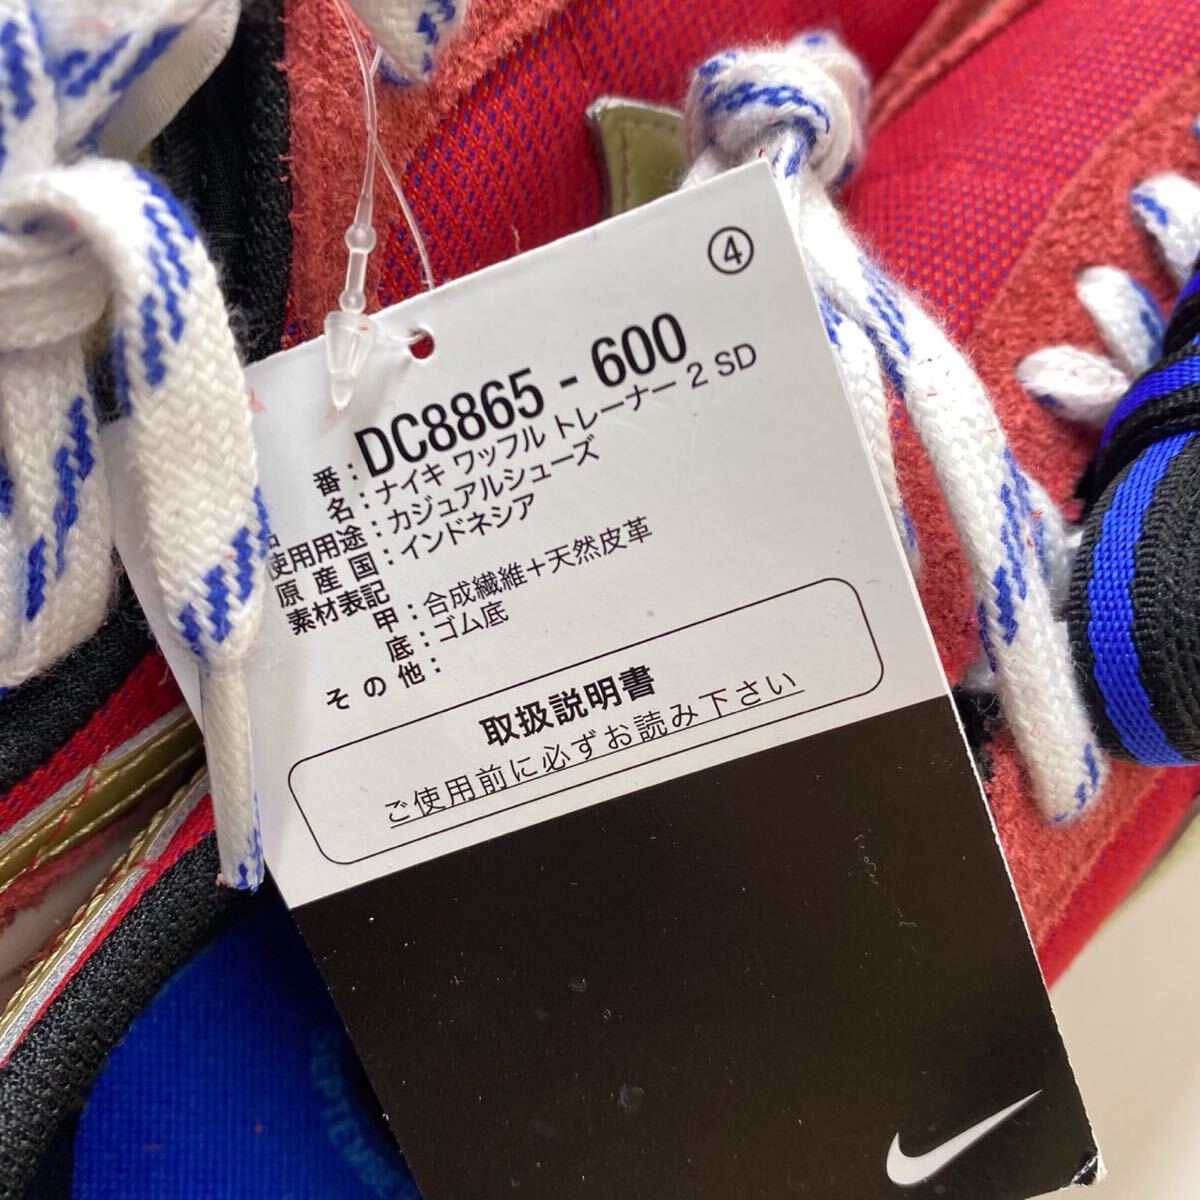 ④
番: DC8865 - 600
名: ナイキ ワッフル トレーナー 2 SD
使用用途: カジュアルシューズ
原産国: インドネシア
素材表記
甲: 合成繊維+天然皮革
底: ゴム底
その他:
取扱説明書
ご使用前に必ずお読み下さい